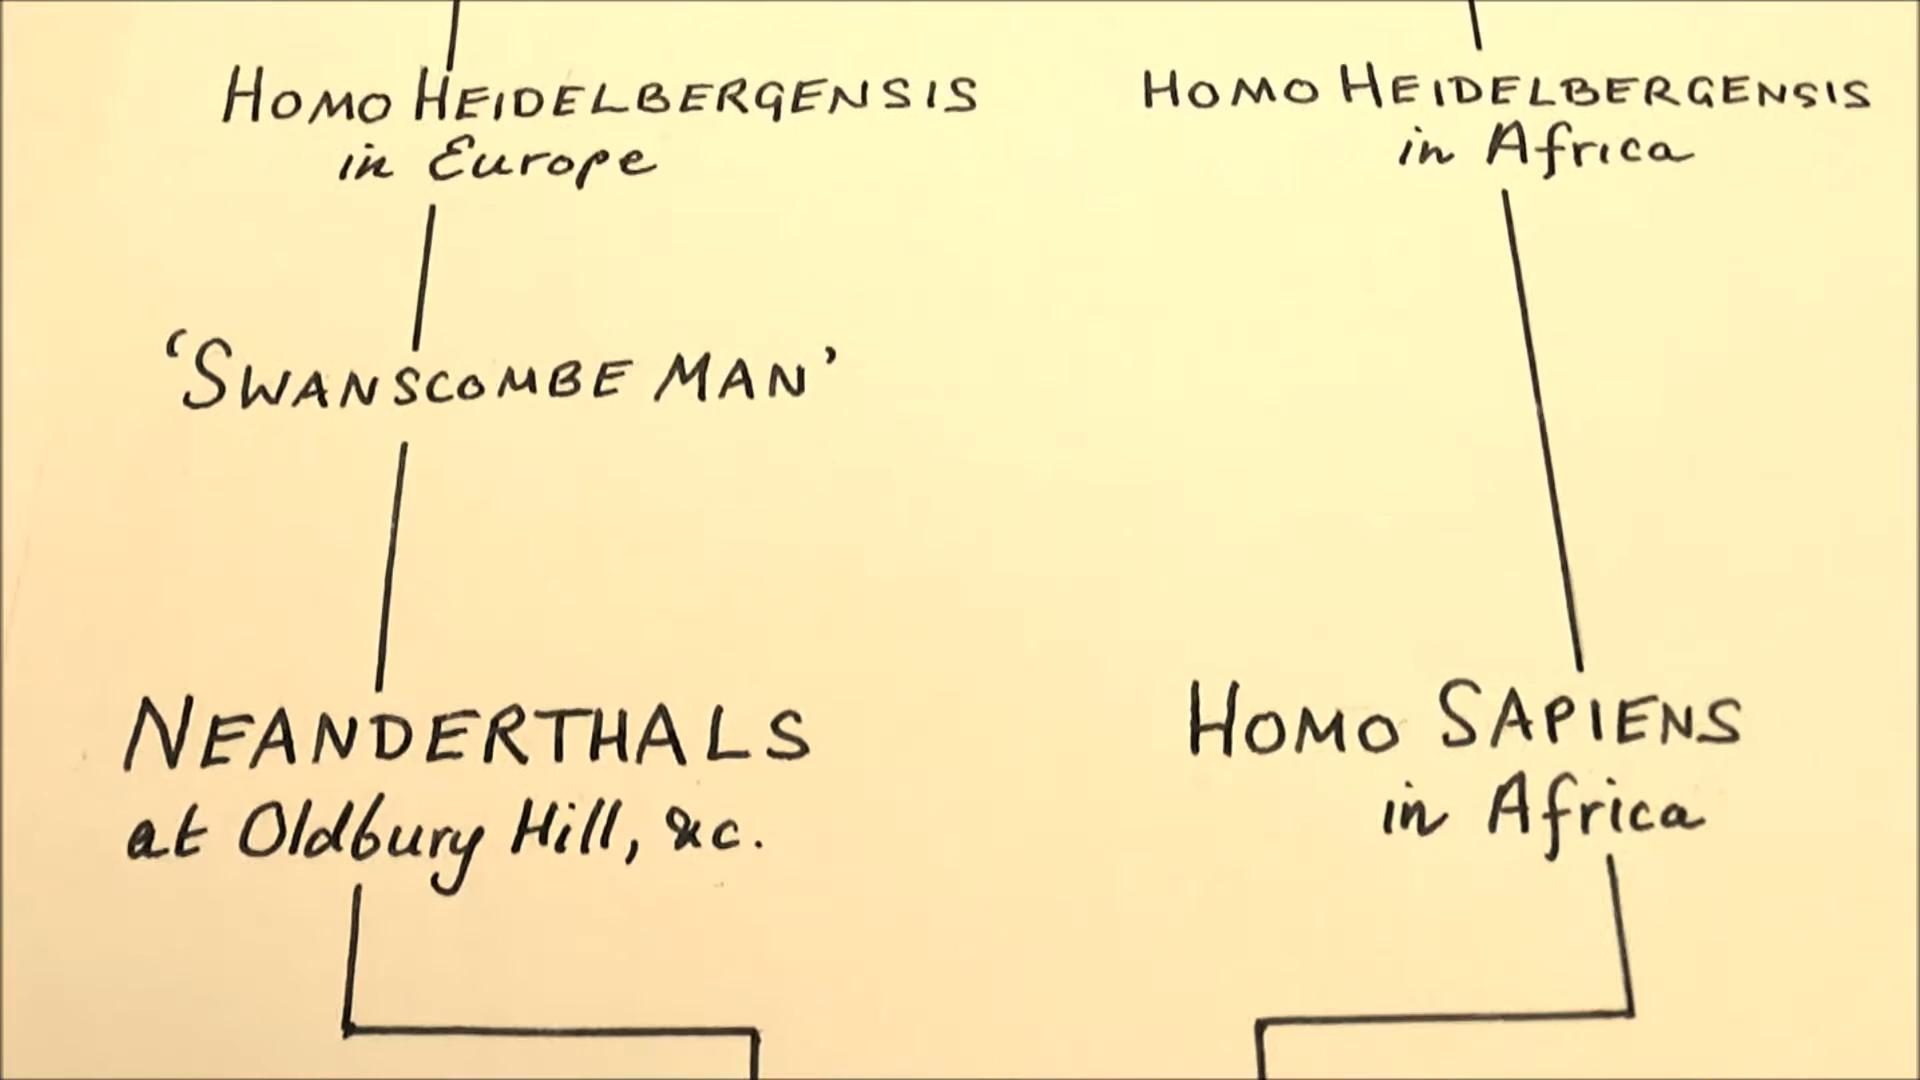 HOMO HEIDELBERGENSIS
in Europe
HOMO HEIDELBERGENSIS
in Africa
'SWANSCOMBE MAN'
NEANDERTHALS
at Oldbury Hill, &c.
HOMO SAPIENS
in Africa